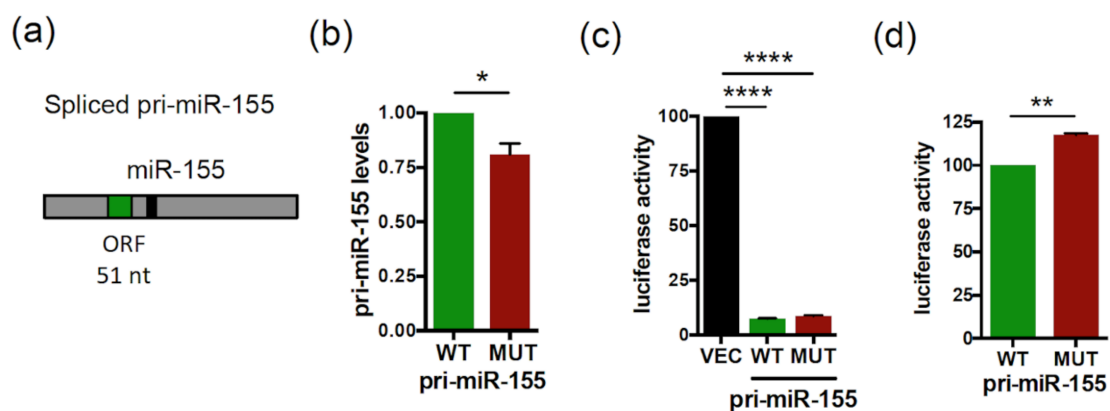 (a)
Spliced pri-miR-155
miR-155
ORF
51 nt
(b)
*
pri-miR-155 levels
1.00
0.75
0.50
0.25
0.00
WT MUT
pri-miR-155
(c)
****
****
luciferase activity
100
75
50
25
0
VEC WT MUT
pri-miR-155
(d)
**
luciferase activity
125
100
75
50
25
0
WT MUT
pri-miR-155